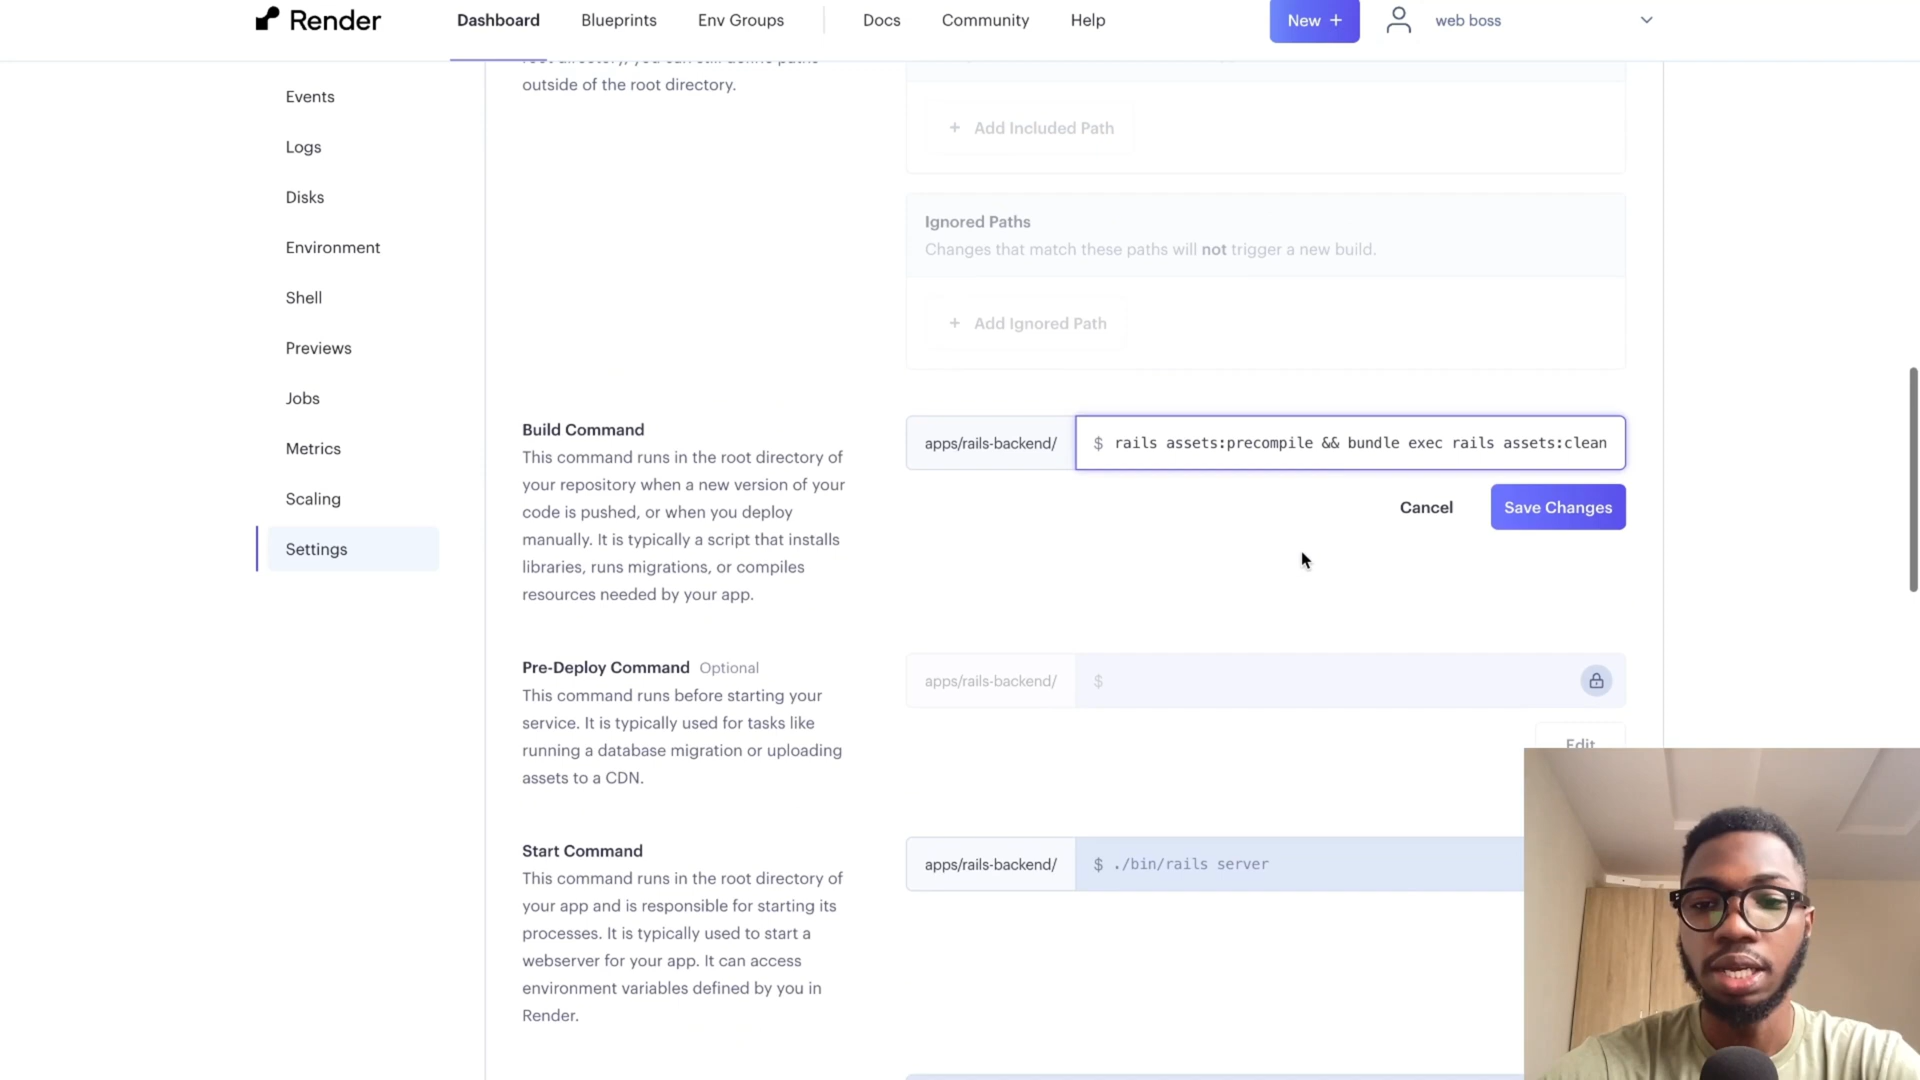 Render
Dashboard
Blueprints
Env Groups
Docs
Community
Help
New +
web boss
Events
Logs
Disks
Environment
Shell
Previews
Jobs
Metrics
Scaling
Settings
root directory, you can still define paths
outside of the root directory.
+ Add Included Path
Ignored Paths
Changes that match these paths will not trigger a new build.
+ Add Ignored Path
Build Command
This command runs in the root directory of
your repository when a new version of your
code is pushed, or when you deploy
manually. It is typically a script that installs
libraries, runs migrations, or compiles
resources needed by your app.
apps/rails-backend/
$ rails assets:precompile && bundle exec rails assets:clean
Cancel
Save Changes
Pre-Deploy Command Optional
This command runs before starting your
service. It is typically used for tasks like
running a database migration or uploading
assets to a CDN.
apps/rails-backend/
$
Edit
Start Command
This command runs in the root directory of
your app and is responsible for starting its
processes. It is typically used to start a
webserver for your app. It can access
environment variables defined by you in
Render.
apps/rails-backend/
$ ./bin/rails server